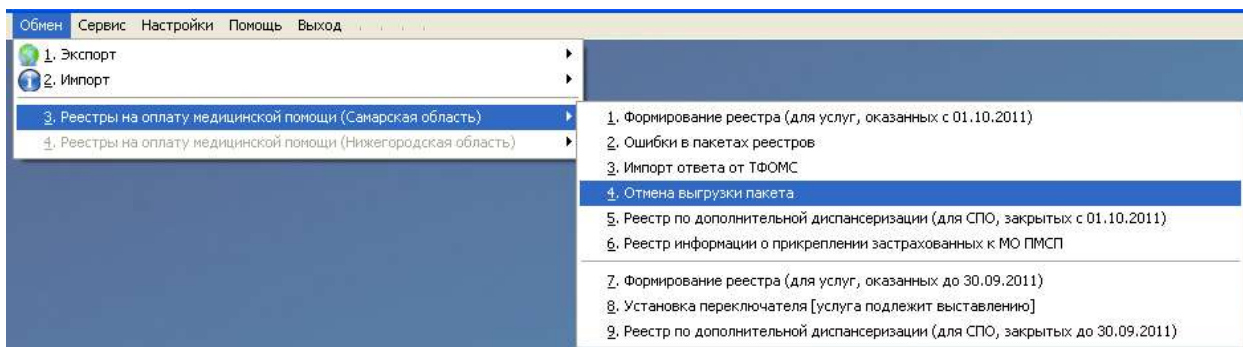 Обмен Сервис Настройки Помощь Выход
1. Экспорт
2. Импорт
3. Реестры на оплату медицинской помощи (Самарская область)
4. Реестры на оплату медицинской помощи (Нижегородская область)
1. Формирование реестра (для услуг, оказанных с 01.10.2011)
2. Ошибки в пакетах реестров
3. Импорт ответа от ТФОМС
4. Отмена выгрузки пакета
5. Реестр по дополнительной диспансеризации (для СПО, закрытых с 01.10.2011)
6. Реестр информации о прикреплении застрахованных к МО ПМСП
7. Формирование реестра (для услуг, оказанных до 30.09.2011)
8. Установка переключателя [услуга подлежит выставлению]
9. Реестр по дополнительной диспансеризации (для СПО, закрытых до 30.09.2011)